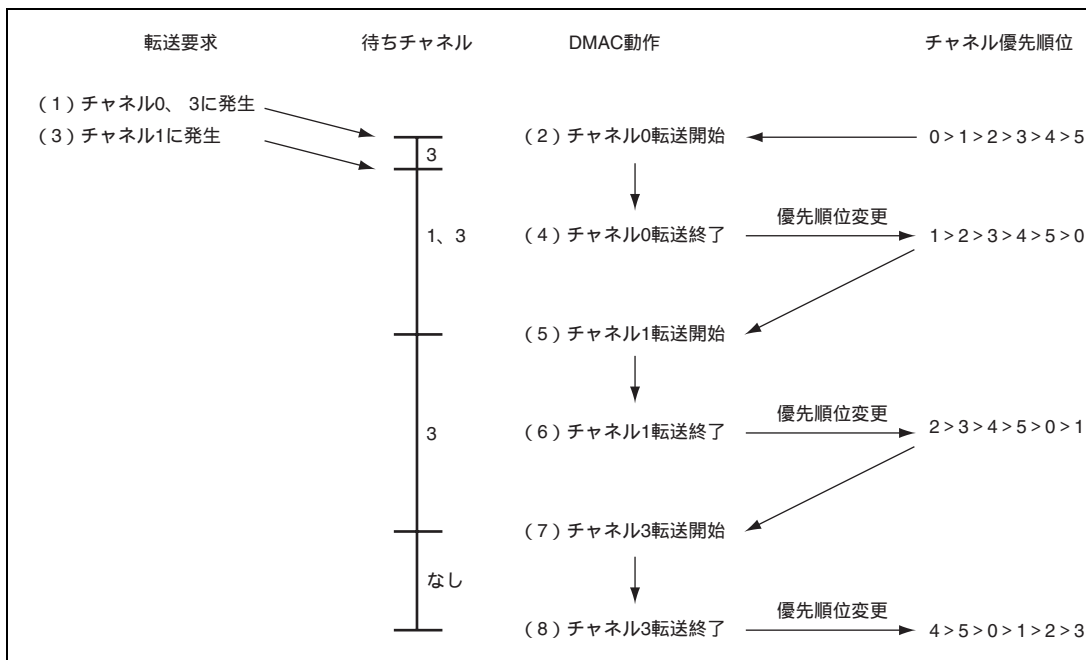 転送要求 待ちチャネル DMAC動作 チャネル優先順位
（1）チャネル0、 3に発生
（3）チャネル1に発生
（2）チャネル0転送開始 0>1>2>3>4>5
3
優先順位変更
1、3 （4）チャネル0転送終了 1>2>3>4>5>0
（5）チャネル1転送開始
優先順位変更
3 （6）チャネル1転送終了 2>3>4>5>0>1
（7）チャネル3転送開始
なし
優先順位変更
（8）チャネル3転送終了 4>5>0>1>2>3